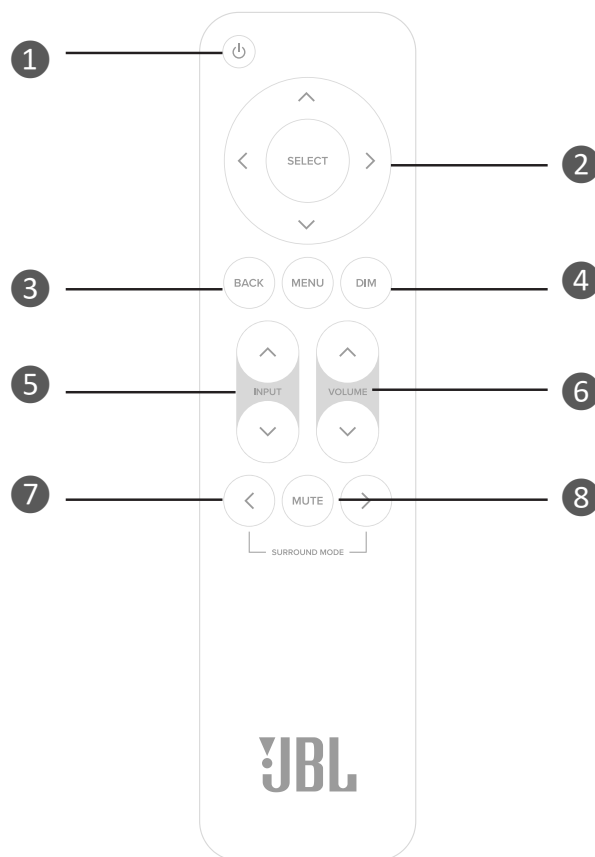 1
SELECT
2
3
BACK
MENU
DIM
4
5
INPUT
VOLUME
6
7
MUTE
8
SURROUND MODE
JBL